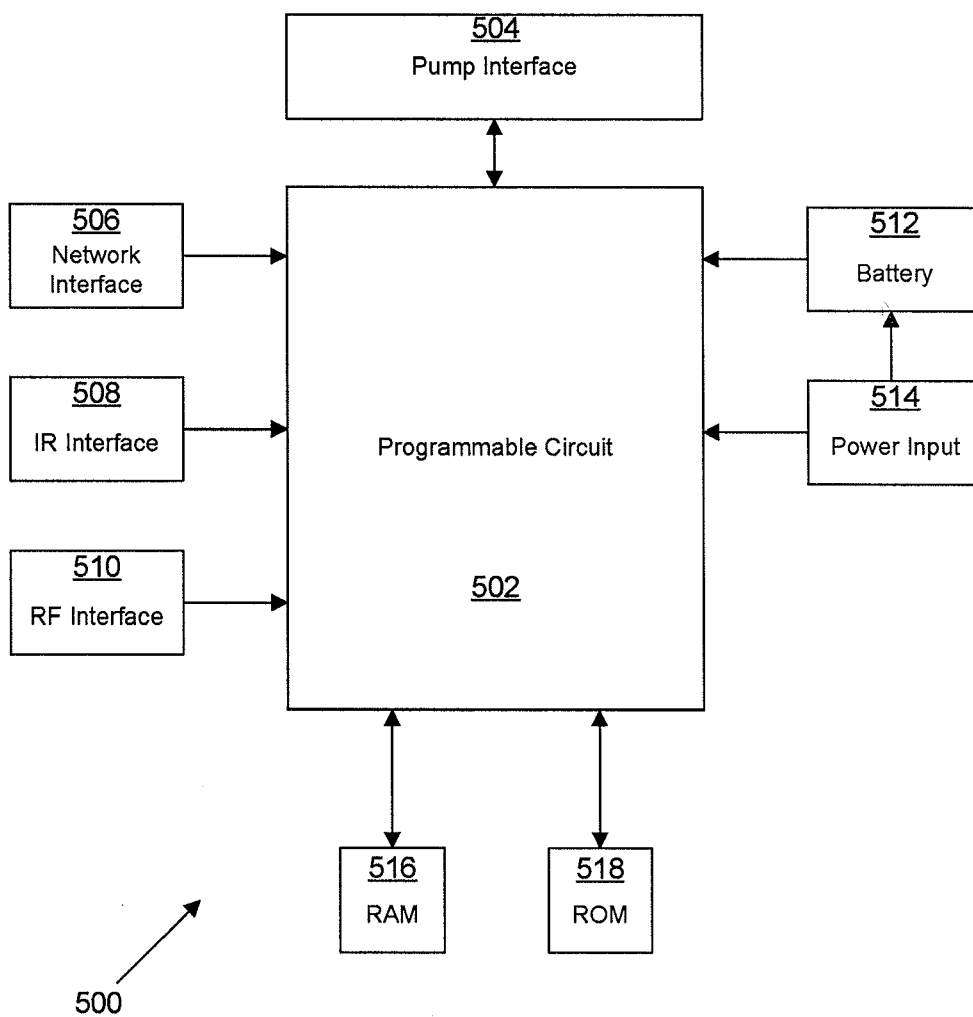 504
Pump Interface
506
Network
Interface
512
Battery
508
IR Interface
514
Power Input
Programmable Circuit
510
RF Interface
502
516
RAM
518
ROM
500